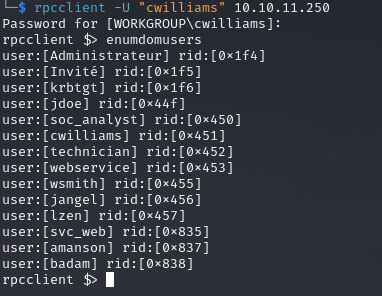 └─$ rpcclient -U "cwilliams" 10.10.11.250
Password for [WORKGROUP\cwilliams]:
rpcclient $> enumdomusers
user:[Administrateur] rid:[0×1f4]
user:[Invité] rid:[0×1f5]
user:[krbtgt] rid:[0×1f6]
user:[jdoe] rid:[0×44f]
user:[soc_analyst] rid:[0×450]
user:[cwilliams] rid:[0×451]
user:[technician] rid:[0×452]
user:[webservice] rid:[0×453]
user:[wsmith] rid:[0×455]
user:[jangel] rid:[0×456]
user:[lzen] rid:[0×457]
user:[svc_web] rid:[0×835]
user:[amanson] rid:[0×837]
user:[badam] rid:[0×838]
rpcclient $>